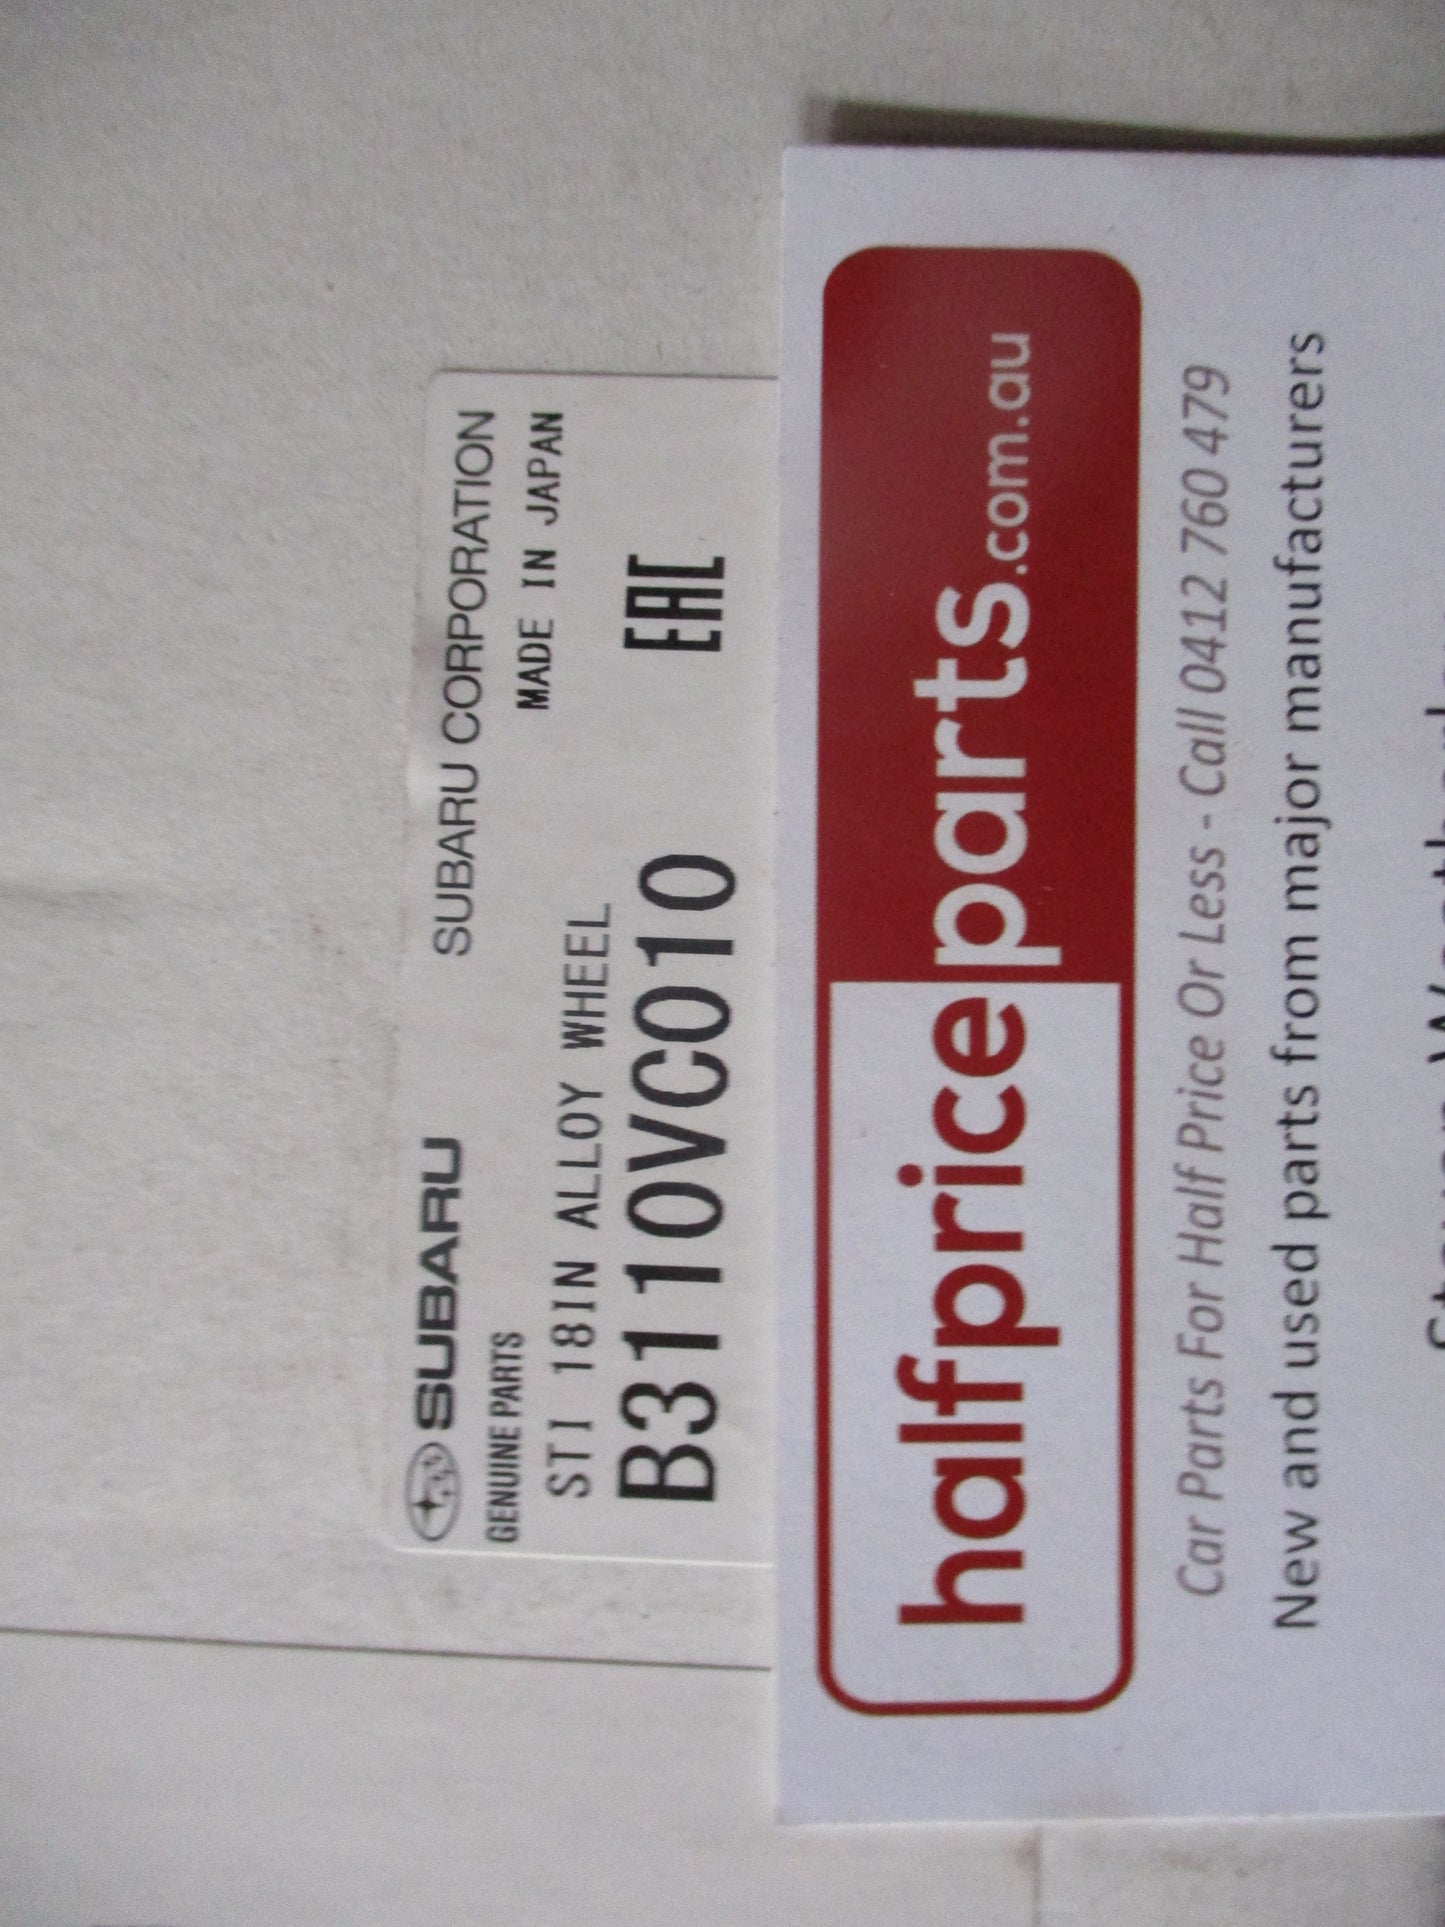 SUBARU
SUBARU CORPORATION
GENUINE PARTS
MADE IN JAPAN
STI 18IN ALLOY WHEEL
B3110VC010
EAC
halfpriceparts.com.au
Car Parts For Half Price Or Less - Call 0412 760 479
New and used parts from major manufacturers